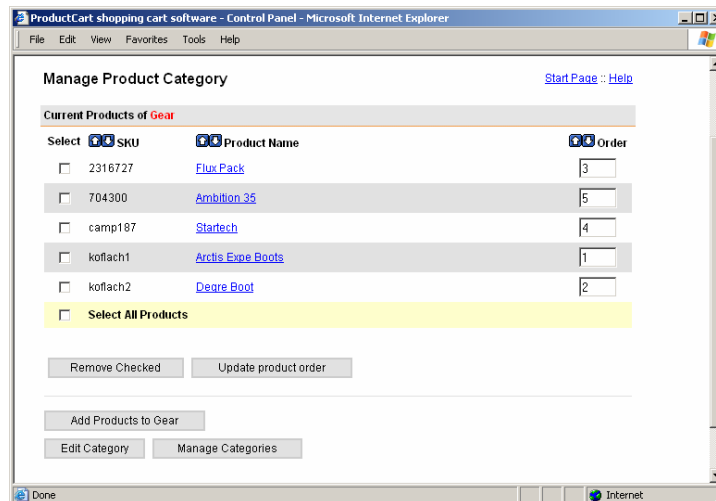 ProductCart shopping cart software - Control Panel - Microsoft Internet Explorer
File Edit View Favorites Tools Help
Manage Product Category Start Page :: Help
Current Products of Gear
Select SKU Product Name Order
2316727 Flux Pack 3
704300 Ambition 35 5
camp187 Startech 4
koflach1 Arctis Expe Boots 1
koflach2 Degre Boot 2
Select All Products
Remove Checked Update product order
Add Products to Gear
Edit Category Manage Categories
Done Internet